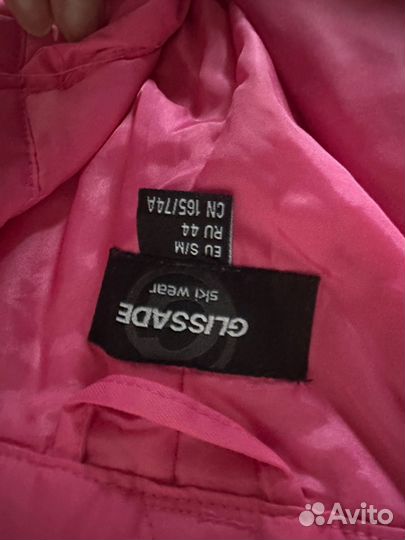 GLISSADE
ski wear
EU S/M
RU 44
CN 165/74A
Avito